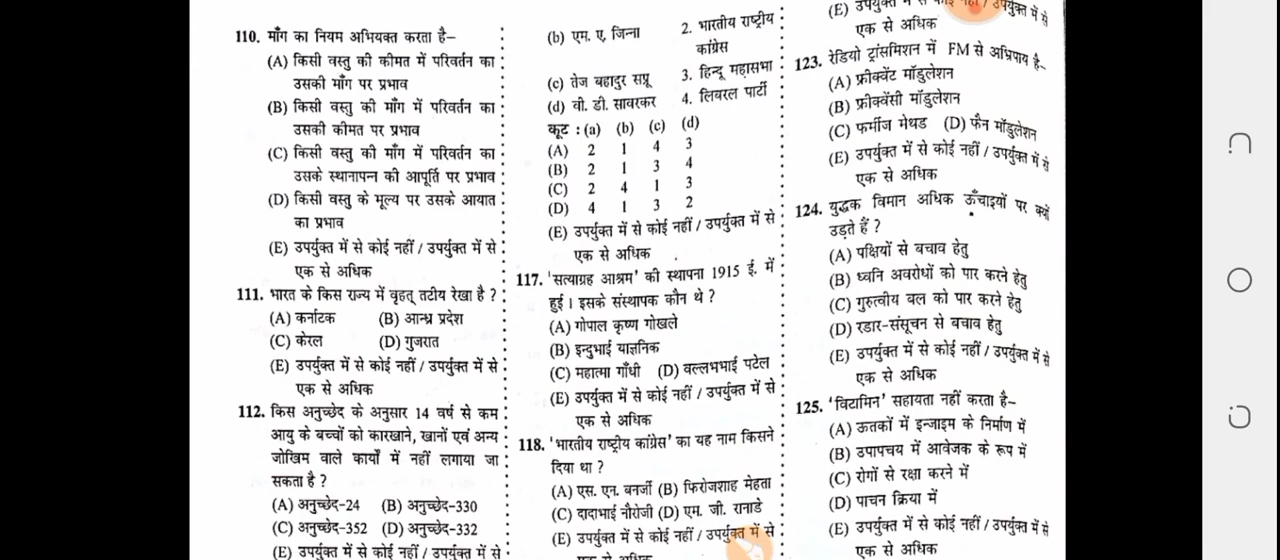 110. माँग का नियम अभियक्त करता है–
(A) किसी वस्तु की कीमत में परिवर्तन का
उसकी माँग पर प्रभाव
(B) किसी वस्तु की माँग में परिवर्तन का
उसकी कीमत पर प्रभाव
(C) किसी वस्तु की माँग में परिवर्तन का
उसके स्थानापन्न की आपूर्ति पर प्रभाव
(D) किसी वस्तु के मूल्य पर उसके आयात
का प्रभाव
(E) उपर्युक्त में से कोई नहीं / उपर्युक्त में से
एक से अधिक
111. भारत के किस राज्य में वृहत् तटीय रेखा है ?
(A) कर्नाटक (B) आन्ध्र प्रदेश
(C) केरल (D) गुजरात
(E) उपर्युक्त में से कोई नहीं / उपर्युक्त में से
एक से अधिक
112. किस अनुच्छेद के अनुसार 14 वर्ष से कम
आयु के बच्चों को कारखाने, खानों एवं अन्य
जोखिम वाले कार्यों में नहीं लगाया जा
सकता है ?
(A) अनुच्छेद-24 (B) अनुच्छेद-330
(C) अनुच्छेद-352 (D) अनुच्छेद-332
(E) उपर्युक्त में से कोई नहीं / उपर्युक्त में से
(b) एम. ए. जिन्ना 2. भारतीय राष्ट्रीय
कांग्रेस
(c) तेज बहादुर सप्रू 3. हिन्दू महासभा
(d) वी. डी. सावरकर 4. लिबरल पार्टी
कूट : (a) (b) (c) (d)
(A) 2 1 4 3
(B) 2 1 3 4
(C) 2 4 1 3
(D) 4 1 3 2
(E) उपर्युक्त में से कोई नहीं / उपर्युक्त में से
एक से अधिक
117. 'सत्याग्रह आश्रम' की स्थापना 1915 ई. में
हुई। इसके संस्थापक कौन थे ?
(A) गोपाल कृष्ण गोखले
(B) इन्दुभाई याज्ञनिक
(C) महात्मा गाँधी (D) वल्लभभाई पटेल
(E) उपर्युक्त में से कोई नहीं / उपर्युक्त में से
एक से अधिक
118. 'भारतीय राष्ट्रीय कांग्रेस' का यह नाम किसने
दिया था ?
(A) एस. एन. बनर्जी (B) फिरोजशाह मेहता
(C) दादाभाई नौरोजी (D) एम. जी. रानाडे
(E) उपर्युक्त में से कोई नहीं / उपर्युक्त में से
एक से अधिक
(E) उपर्युक्त में से कोई नहीं / उपर्युक्त में से
एक से अधिक
123. रेडियो ट्रांसमिशन में FM से अभिप्राय है–
(A) फ्रीक्वेंट मॉडुलेशन
(B) फ्रीक्वेंसी मॉडुलेशन
(C) फर्मीज मेथड (D) फैन मॉडुलेशन
(E) उपर्युक्त में से कोई नहीं / उपर्युक्त में से
एक से अधिक
124. युद्धक विमान अधिक ऊँचाइयों पर क्यों
उड़ते हैं ?
(A) पक्षियों से बचाव हेतु
(B) ध्वनि अवरोधों को पार करने हेतु
(C) गुरुत्वीय बल को पार करने हेतु
(D) रडार-संसूचन से बचाव हेतु
(E) उपर्युक्त में से कोई नहीं / उपर्युक्त में से
एक से अधिक
125. 'विटामिन' सहायता नहीं करता है–
(A) ऊतकों में इन्जाइम के निर्माण में
(B) उपापचय में आवेजक के रूप में
(C) रोगों से रक्षा करने में
(D) पाचन क्रिया में
(E) उपर्युक्त में से कोई नहीं / उपर्युक्त में से
एक से अधिक